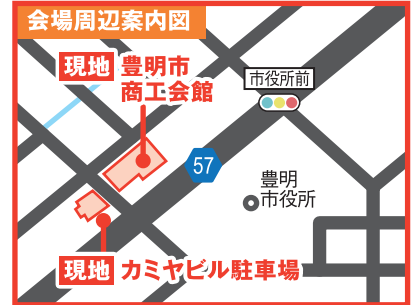 会場周辺案内図
現地 豊明市
商工会館
市役所前
57
豊明
市役所
現地 カミヤビル駐車場